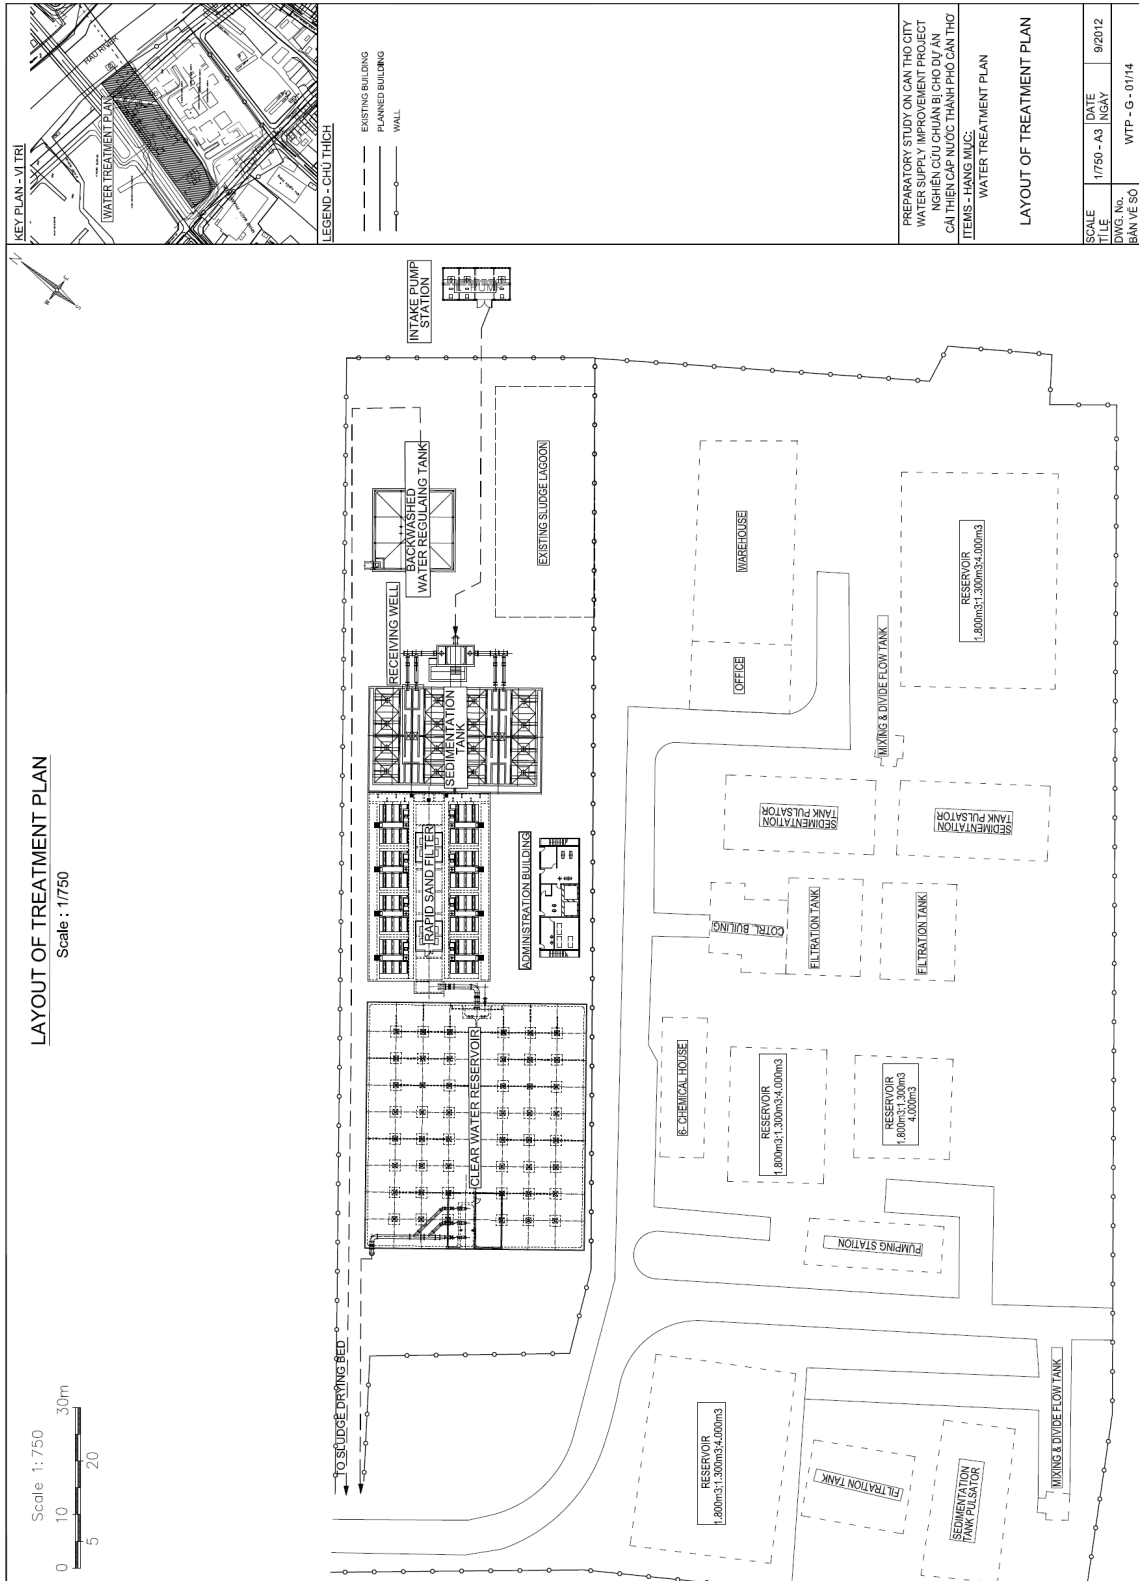 LAYOUT OF TREATMENT PLAN
Scale : 1/750
Scale 1:750
0
10
30m
5
20
N
W
E
S
INTAKE PUMP
STATION
BACKWASHED
WATER REGULAING TANK
EXISTING SLUDGE LAGOON
RECEIVING WELL
SEDIMENTATION
TANK
RAPID SAND FILTER
ADMINISTRATION BUILDING
CLEAR WATER RESERVOIR
TO SLUDGE DRYING BED
WAREHOUSE
OFFICE
RESERVOIR
1.800m3;1.300m3;4.000m3
MIXING & DIVIDE FLOW TANK
SEDIMENTATION
TANK PULSATOR
SEDIMENTATION
TANK PULSATOR
COTRL. BUILING
FILTRATION TANK
FILTRATION TANK
6- CHEMICAL HOUSE
RESERVOIR
1.800m3;1.300m3;4.000m3
RESERVOIR
1.800m3;1.300m3
4.000m3
PUMPING STATION
RESERVOIR
1.800m3;1.300m3;4.000m3
FILTRATION TANK
SEDIMENTATION
TANK PULSATOR
MIXING & DIVIDE FLOW TANK
KEY PLAN - VỊ TRÍ
HAU RIVER
WATER TREATMENT PLAN
LEGEND - CHÚ THÍCH
EXISTING BUILDING
PLANNED BUILDING
WALL
PREPARATORY STUDY ON CAN THO CITY
WATER SUPPLY IMPROVEMENT PROJECT
NGHIÊN CỨU CHUẨN BỊ CHO DỰ ÁN
CẢI THIỆN CẤP NƯỚC THÀNH PHỐ CẦN THƠ
ITEMS - HẠNG MỤC:
WATER TREATMENT PLAN
LAYOUT OF TREATMENT PLAN
SCALE
TỈ LỆ
1/750 - A3
DATE
NGÀY
9/2012
DWG. No.
BẢN VẼ SỐ
WTP - G - 01/14